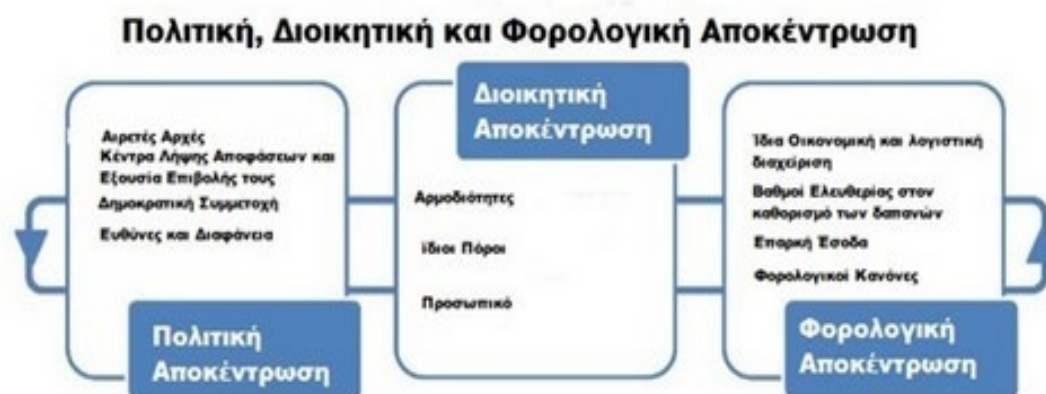 Πολιτική, Διοικητική και Φορολογική Αποκέντρωση
Αιρετές Αρχές
Κέντρα Λήψης Αποφάσεων και
Εξουσία Επιβολής τους
Δημοκρατική Συμμετοχή
Ευθύνες και Διαφάνεια
Πολιτική
Αποκέντρωση
Διοικητική
Αποκέντρωση
Αρμοδιότητες
ίδιοι Πόροι
Προσωπικό
Ίδια Οικονομική και λογιστική
διαχείριση
Βαθμοί Ελευθερίας στον
καθορισμό των δαπανών
Επαρκή Έσοδα
Φορολογικοί Κανόνες
Φορολογική
Αποκέντρωση